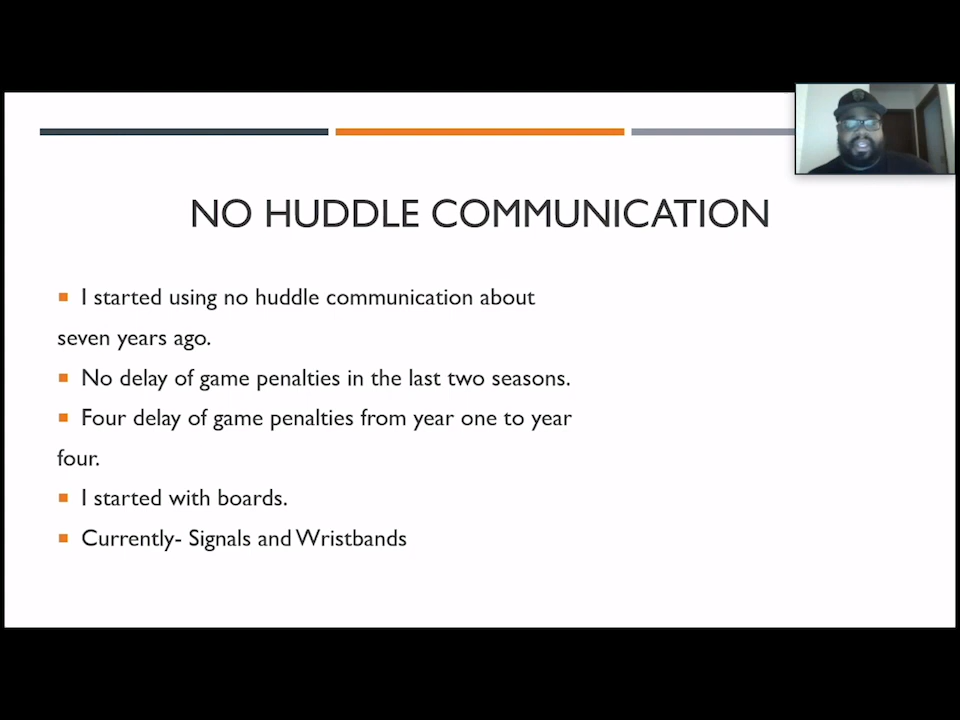 NO HUDDLE COMMUNICATION
I started using no huddle communication about
seven years ago.
No delay of game penalties in the last two seasons.
Four delay of game penalties from year one to year
four.
I started with boards.
Currently- Signals and Wristbands